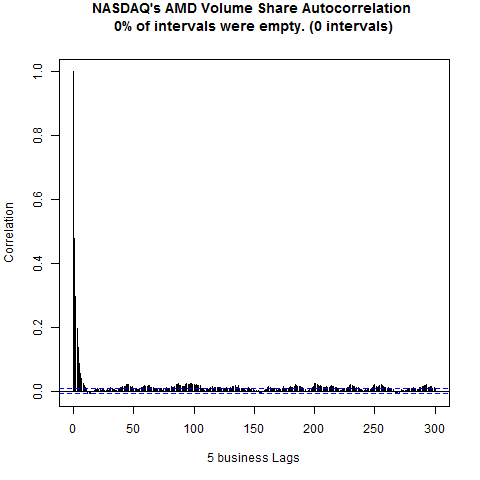 NASDAQ's AMD Volume Share Autocorrelation
0% of intervals were empty. (0 intervals)
Correlation
1.0
0.8
0.6
0.4
0.2
0.0
0 50 100 150 200 250 300
5 business Lags